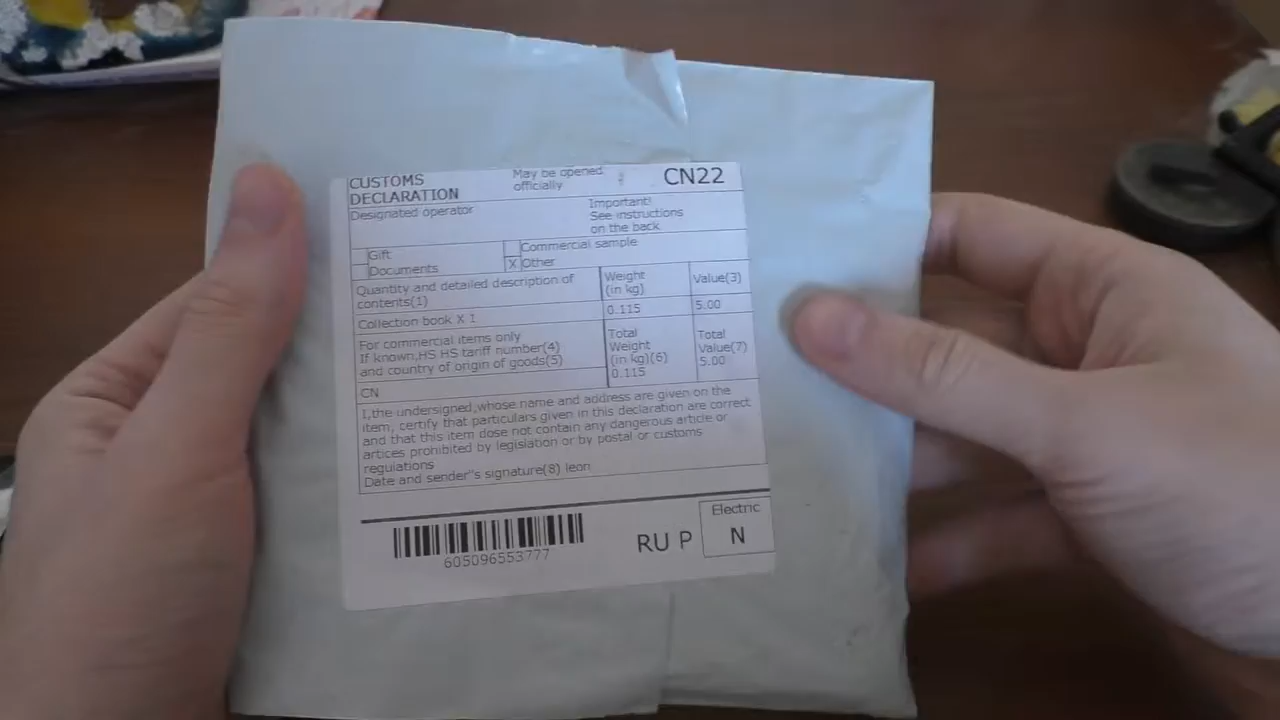 CUSTOMS DECLARATION
May be opened officially
CN22
Designated operator
Important!
See instructions
on the back
Gift
Commercial sample
Documents
X Other
Quantity and detailed description of
contents(1)
Weight
(in kg)
Value(3)
Collection book X 1
0.115
5.00
For commercial items only
If known,HS HS tariff number(4)
and country of origin of goods(5)
Total
Weight
(in kg)(6)
0.115
Total
Value(7)
5.00
CN
I,the undersigned,whose name and address are given on the
item, certify that particulars given in this declaration are correct
and that this item dose not contain any dangerous article or
artices prohibited by legislation or by postal or customs
regulations
Date and sender"s signature(8) leon
605096553777
RU P
Electric
N